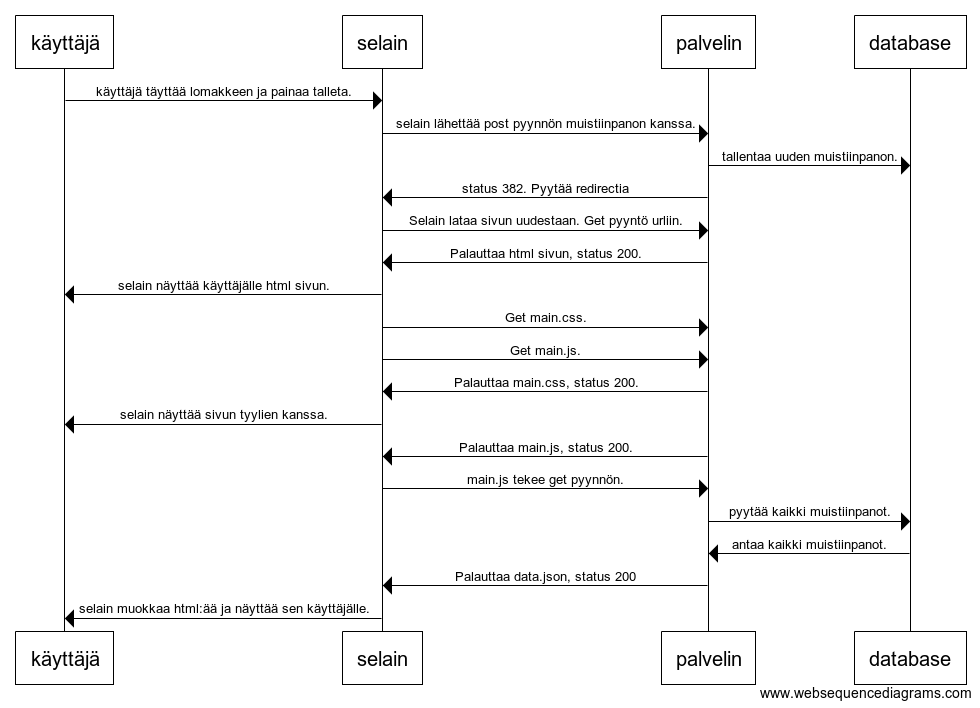 käyttäjä selain palvelin database
käyttäjä täyttää lomakkeen ja painaa talleta.
selain lähettää post pyynnön muistiinpanon kanssa.
tallentaa uuden muistiinpanon.
status 382. Pyytää redirectia
Selain lataa sivun uudestaan. Get pyyntö urliin.
Palauttaa html sivun, status 200.
selain näyttää käyttäjälle html sivun.
Get main.css.
Get main.js.
Palauttaa main.css, status 200.
selain näyttää sivun tyylien kanssa.
Palauttaa main.js, status 200.
main.js tekee get pyynnön.
pyytää kaikki muistiinpanot.
antaa kaikki muistiinpanot.
Palauttaa data.json, status 200
selain muokkaa html:ää ja näyttää sen käyttäjälle.
käyttäjä selain palvelin database
www.websequencediagrams.com